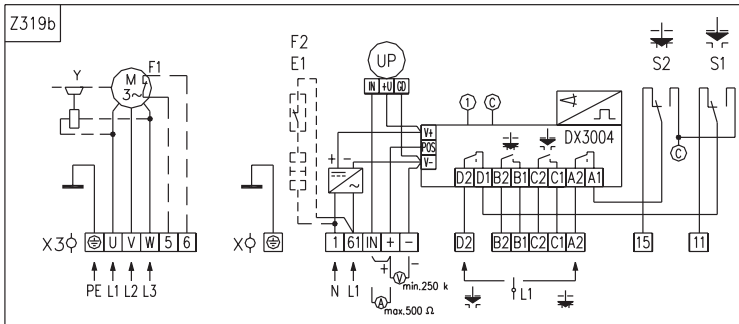 Z319b
Y
F1
M
3~
F2
E1
UP
IN +U GD
1 C
V+
POS
V-
DX3004
S2 S1
C
+ -
D2 D1 B2 B1 C2 C1 A2 A1
X3 U V W 5 6
X
1 61 IN + -
D2 B2 B1 C2 C1 A2
15
11
PE L1 L2 L3
N L1
+ V -
min.250 k
A
max.500 Ω
L1